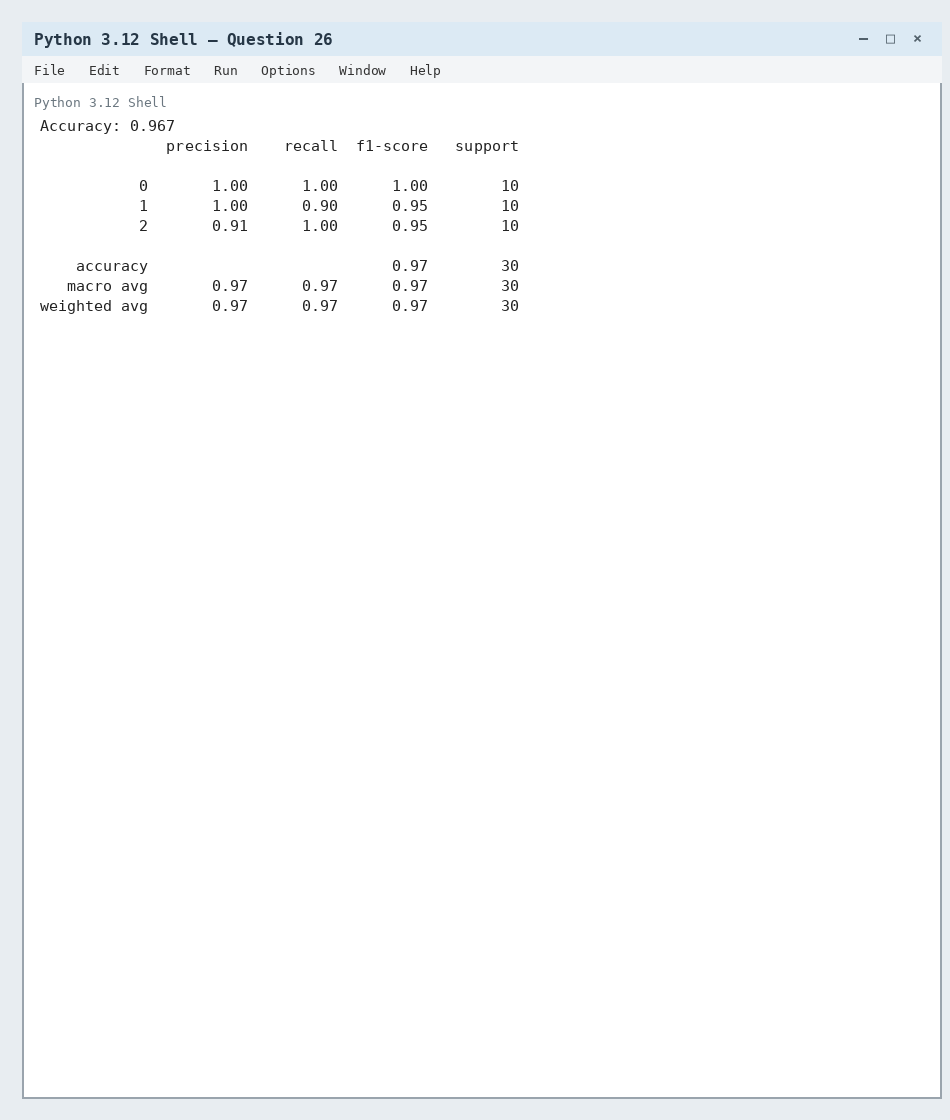 Python 3.12 Shell — Question 26
– □ ×
File Edit Format Run Options Window Help
Python 3.12 Shell
Accuracy: 0.967
              precision    recall  f1-score   support

           0       1.00      1.00      1.00        10
           1       1.00      0.90      0.95        10
           2       0.91      1.00      0.95        10

    accuracy                           0.97        30
   macro avg       0.97      0.97      0.97        30
weighted avg       0.97      0.97      0.97        30